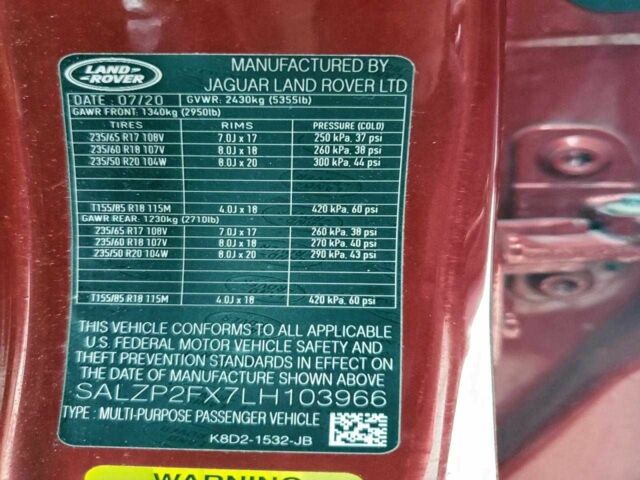 LAND-
-ROVER
MANUFACTURED BY
JAGUAR LAND ROVER LTD
DATE: 07/20 GVWR: 2430kg (5355lb)
GAWR FRONT: 1340kg (2950lb)
TIRES RIMS PRESSURE (COLD)
235/65 R17 108V 7.0J x 17 250 kPa, 37 psi
235/60 R18 107V 8.0J x 18 260 kPa, 38 psi
235/50 R20 104W 8.0J x 20 300 kPa, 44 psi
T155/85 R18 115M 4.0J x 18 420 kPa, 60 psi
GAWR REAR: 1230kg (2710lb)
235/65 R17 108V 7.0J x 17 260 kPa, 38 psi
235/60 R18 107V 8.0J x 18 270 kPa, 40 psi
235/50 R20 104W 8.0J x 20 290 kPa, 43 psi
T155/85 R18 115M 4.0J x 18 420 kPa, 60 psi
THIS VEHICLE CONFORMS TO ALL APPLICABLE
U.S. FEDERAL MOTOR VEHICLE SAFETY AND
THEFT PREVENTION STANDARDS IN EFFECT ON
THE DATE OF MANUFACTURE SHOWN ABOVE
SALZP2FX7LH103966
TYPE : MULTI-PURPOSE PASSENGER VEHICLE
K8D2-1532-JB
WARNING